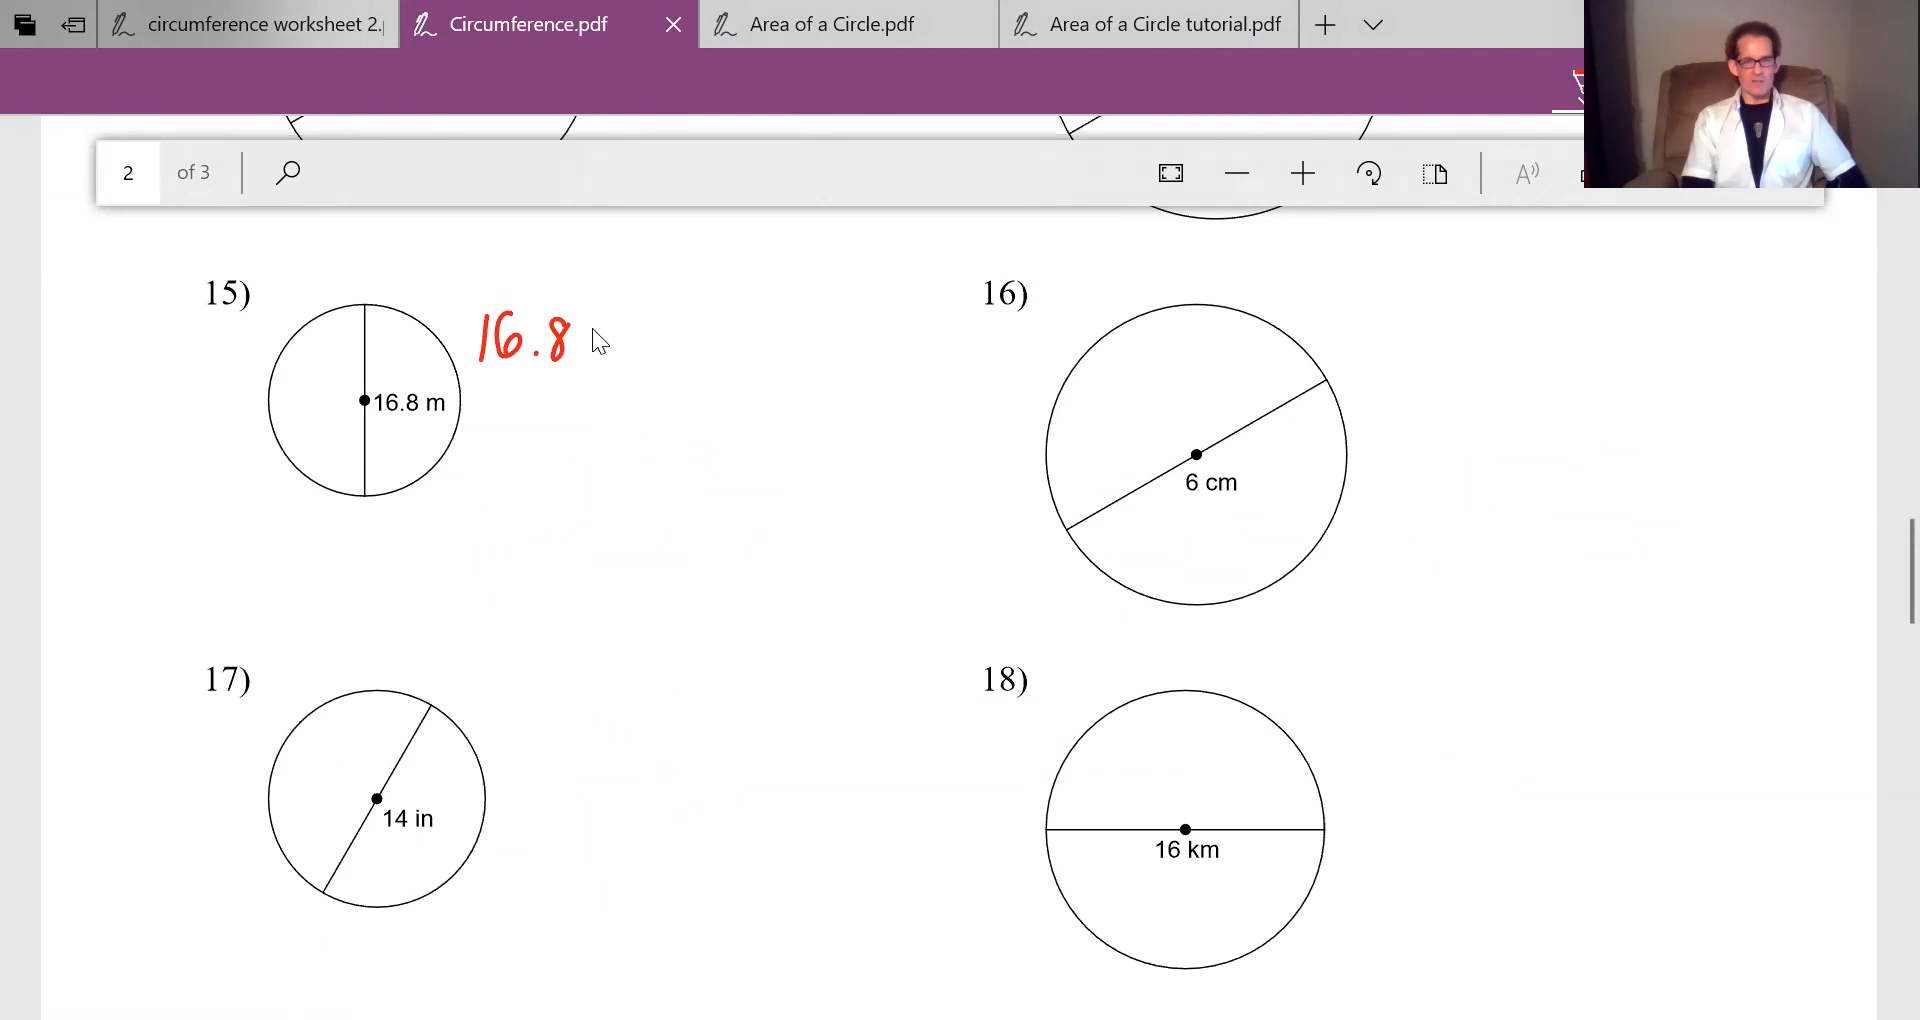 circumference worksheet 2.p
Circumference.pdf
Area of a Circle.pdf
Area of a Circle tutorial.pdf
2 of 3
15)
16.8
16.8 m
16)
6 cm
17)
14 in
18)
16 km